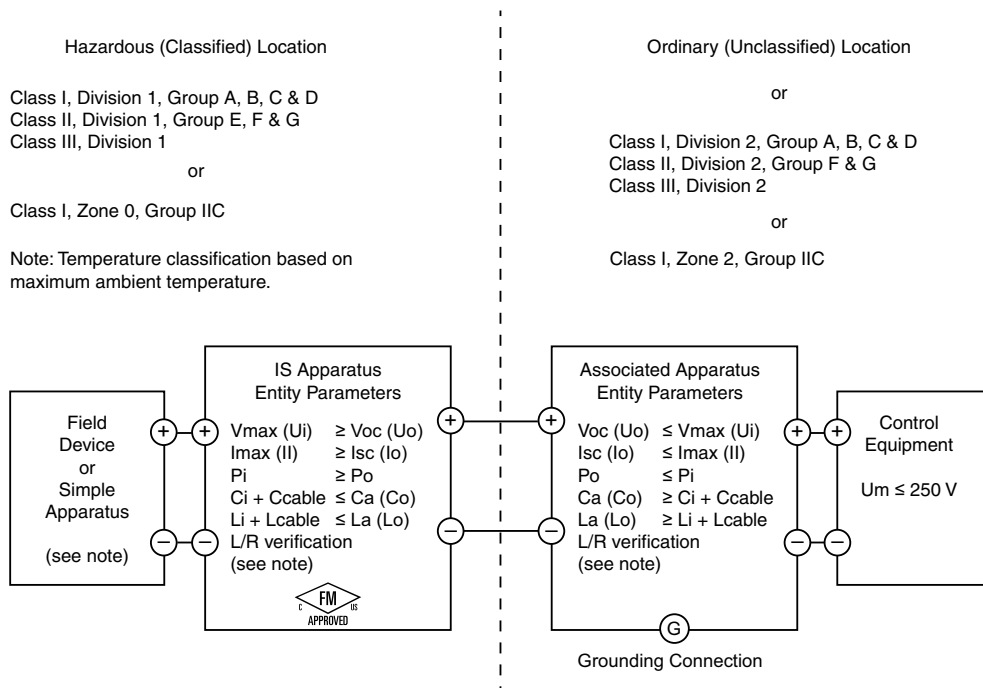 Hazardous (Classified) Location
Class I, Division 1, Group A, B, C & D
Class II, Division 1, Group E, F & G
Class III, Division 1
or
Class I, Zone 0, Group IIC
Note: Temperature classification based on
maximum ambient temperature.
Ordinary (Unclassified) Location
or
Class I, Division 2, Group A, B, C & D
Class II, Division 2, Group F & G
Class III, Division 2
or
Class I, Zone 2, Group IIC
Field
Device
or
Simple
Apparatus
(see note)
+
−
IS Apparatus
Entity Parameters
Vmax (Ui) ≥ Voc (Uo)
Imax (II) ≥ Isc (Io)
Pi ≥ Po
Ci + Ccable ≤ Ca (Co)
Li + Lcable ≤ La (Lo)
L/R verification
(see note)
C FM US
APPROVED
+
−
+
−
Associated Apparatus
Entity Parameters
Voc (Uo) ≤ Vmax (Ui)
Isc (Io) ≤ Imax (II)
Po ≤ Pi
Ca (Co) ≥ Ci + Ccable
La (Lo) ≥ Li + Lcable
L/R verification
(see note)
+
−
+
−
G
Grounding Connection
Control
Equipment
Um ≤ 250 V
+
−